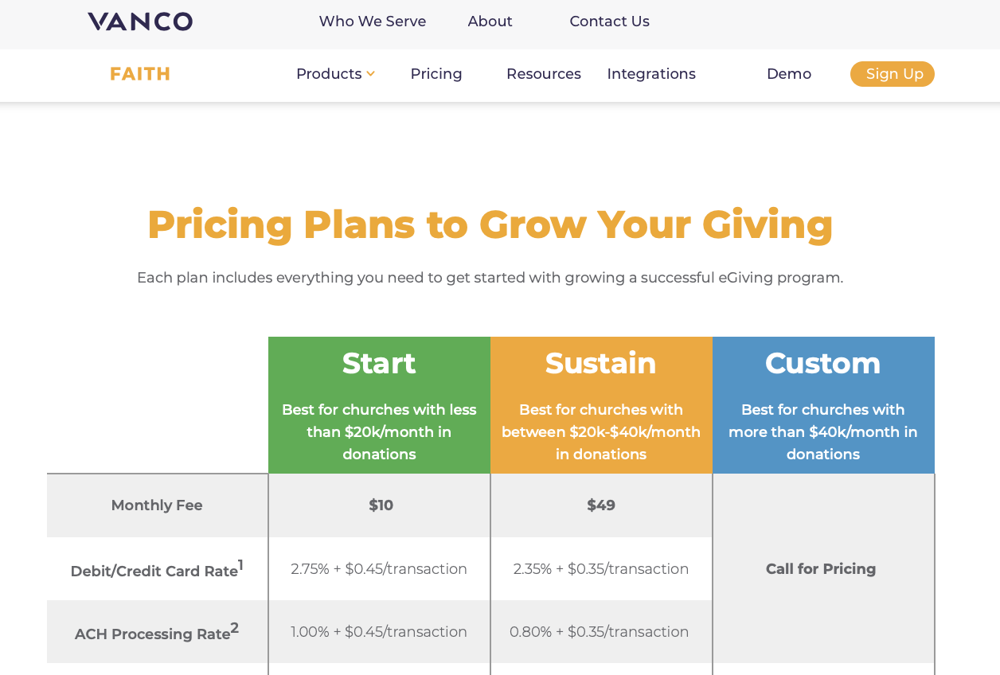 VANCO
Who We Serve
About
Contact Us
FAITH
Products
Pricing
Resources
Integrations
Demo
Sign Up
Pricing Plans to Grow Your Giving
Each plan includes everything you need to get started with growing a successful eGiving program.
Start
Best for churches with less
than $20k/month in
donations
Sustain
Best for churches with
between $20k-$40k/month
in donations
Custom
Best for churches with
more than $40k/month in
donations
Monthly Fee
$10
$49
Debit/Credit Card Rate1
2.75% + $0.45/transaction
2.35% + $0.35/transaction
Call for Pricing
ACH Processing Rate2
1.00% + $0.45/transaction
0.80% + $0.35/transaction